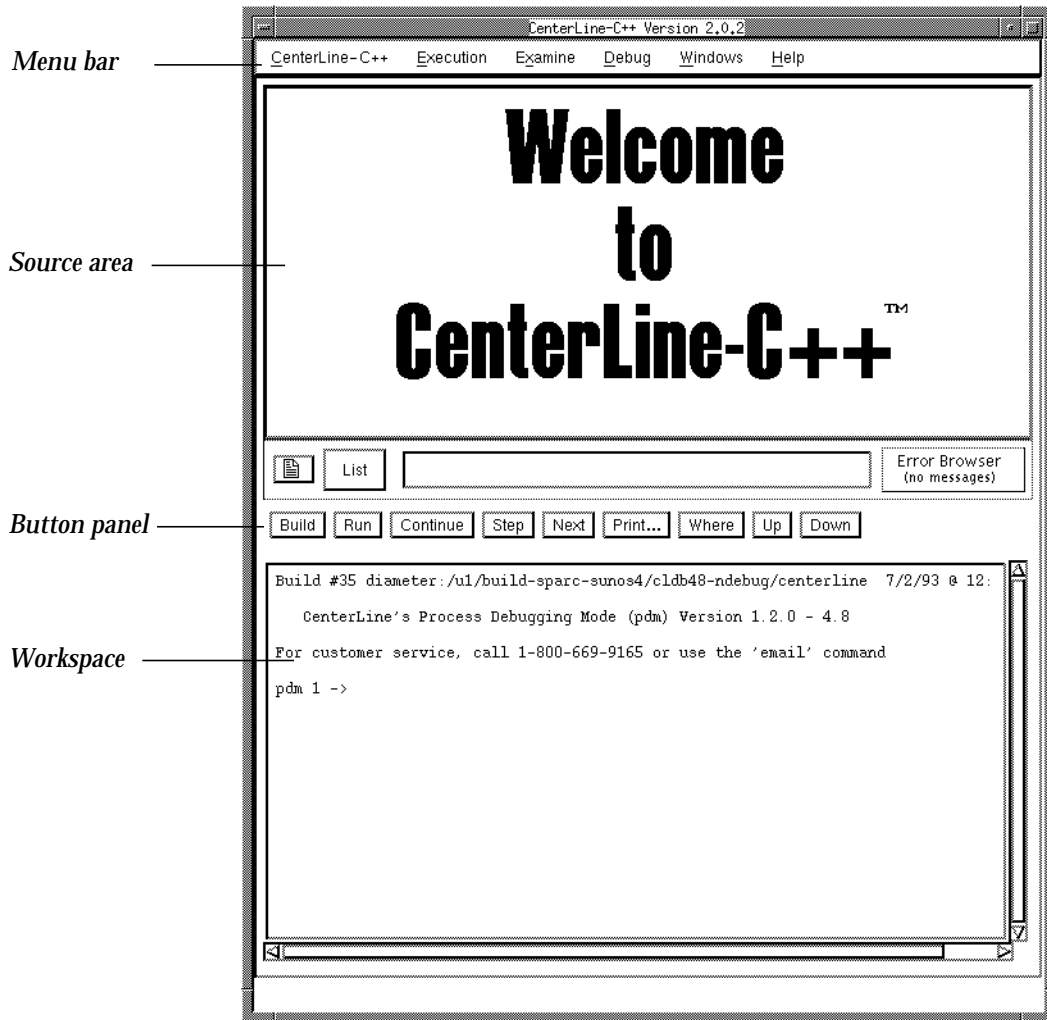 CenterLine-C++ Version 2.0.2
Menu bar
CenterLine-C++ Execution Examine Debug Windows Help
Welcome
to
CenterLine-C++™
Source area
List
Error Browser
(no messages)
Button panel
Build Run Continue Step Next Print... Where Up Down
Build #35 diameter:/u1/build-sparc-sunos4/cldb48-ndebug/centerline 7/2/93 @ 12:
CenterLine's Process Debugging Mode (pdm) Version 1.2.0 - 4.8
Workspace
For customer service, call 1-800-669-9165 or use the 'email' command
pdm 1 ->